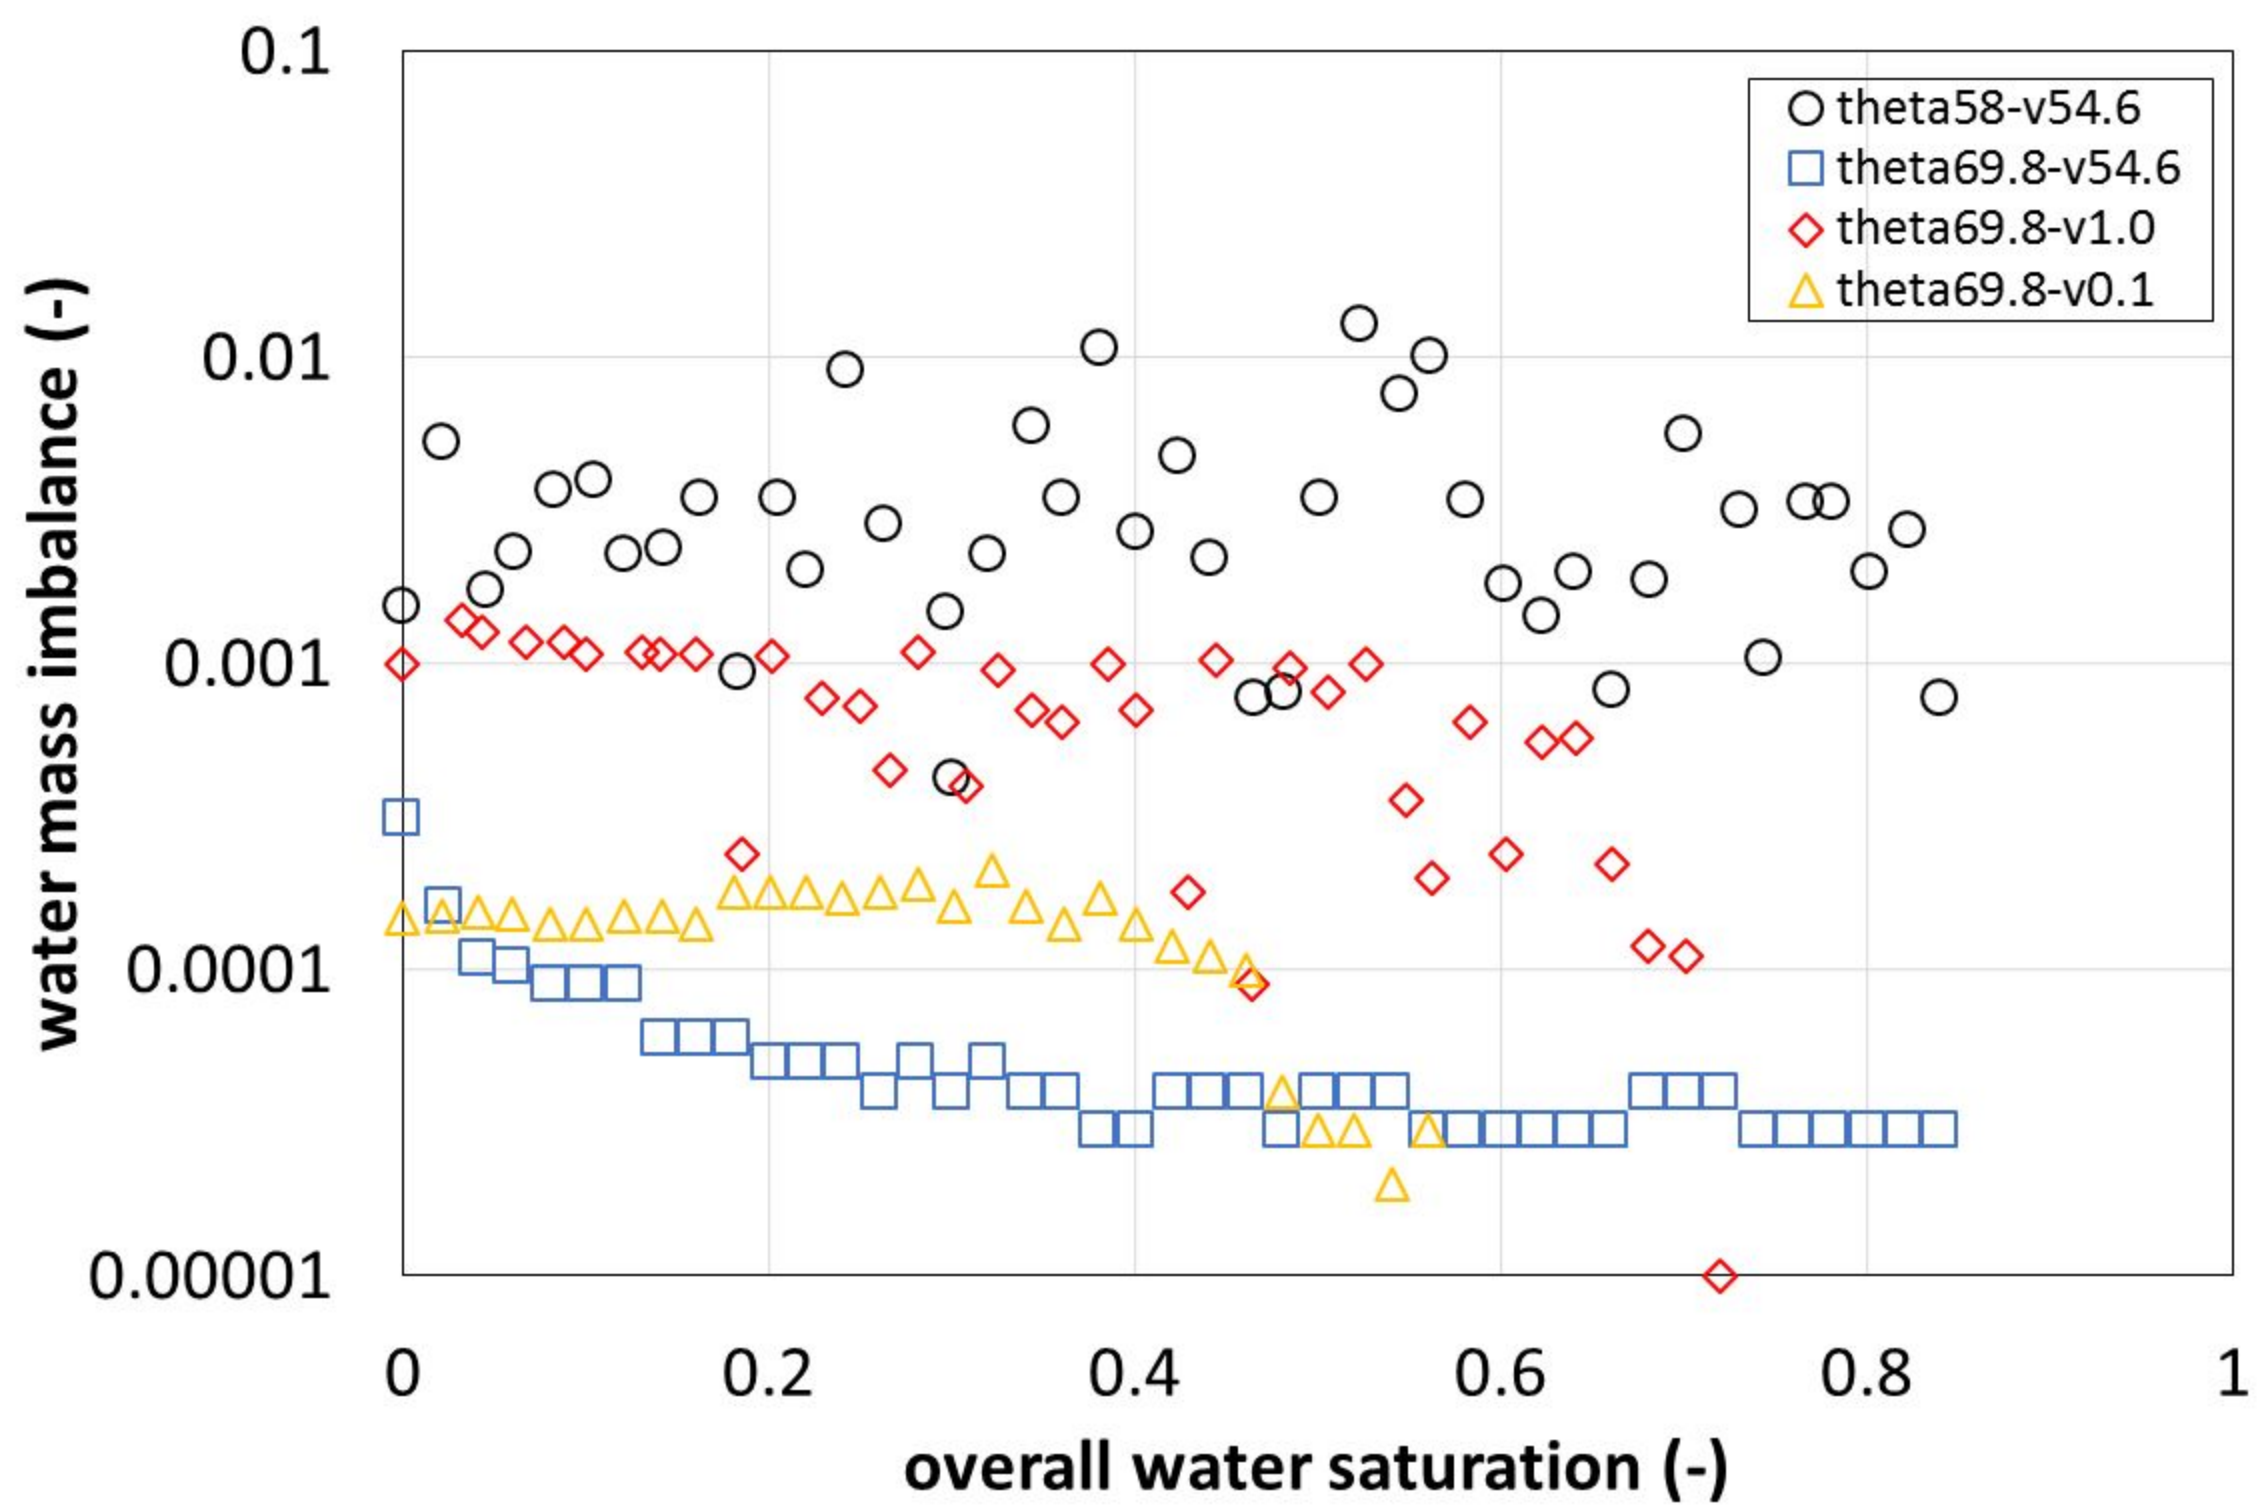 0.1
0.01
0.001
0.0001
0.00001
water mass imbalance (-)
theta58-v54.6
theta69.8-v54.6
theta69.8-v1.0
theta69.8-v0.1
0 0.2 0.4 0.6 0.8 1
overall water saturation (-)